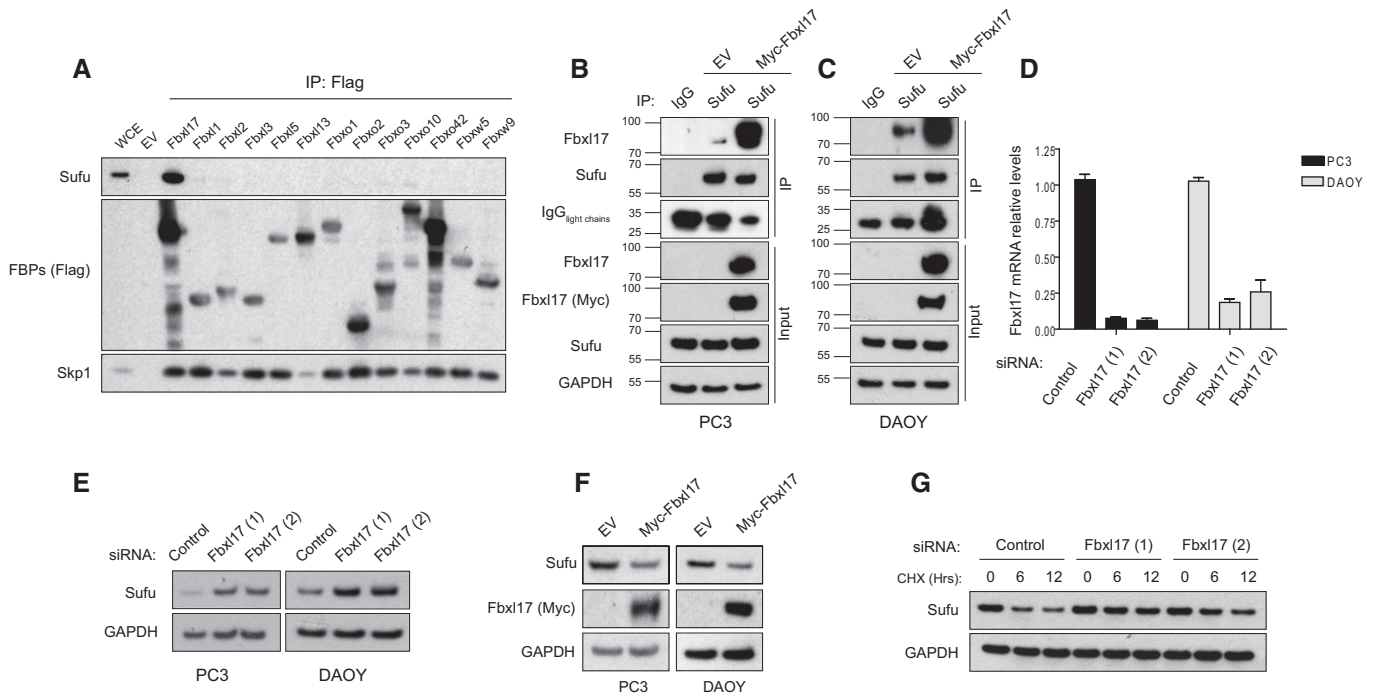 A
IP: Flag
WCE
EV
Fbxl17
Fbxl1
Fbxl2
Fbxl3
Fbxl5
Fbxl13
Fbxo1
Fbxo2
Fbxo3
Fbxo10
Fbxo42
Fbxw5
Fbxw9
Sufu
FBPs (Flag)
Skp1
B
EV
Myc-Fbxl17
IP:
IgG
Sufu
Sufu
Fbxl17
100
70
Sufu
70
55
IgG light chains
35
25
Fbxl17
100
70
Fbxl17 (Myc)
100
70
Sufu
70
55
GAPDH
55
IP
Input
PC3
C
EV
Myc-Fbxl17
IgG
Sufu
Sufu
100
70
70
55
35
25
100
70
100
70
70
55
55
IP
Input
DAOY
D
Fbxl17 mRNA relative levels
1.25
1.00
0.75
0.50
0.25
0.00
PC3
DAOY
siRNA:
Control
Fbxl17 (1)
Fbxl17 (2)
Control
Fbxl17 (1)
Fbxl17 (2)
E
siRNA:
Control
Fbxl17 (1)
Fbxl17 (2)
Control
Fbxl17 (1)
Fbxl17 (2)
Sufu
GAPDH
PC3
DAOY
F
EV
Myc-Fbxl17
EV
Myc-Fbxl17
Sufu
Fbxl17 (Myc)
GAPDH
PC3
DAOY
G
siRNA:
Control
Fbxl17 (1)
Fbxl17 (2)
CHX (Hrs):
0 6 12 0 6 12 0 6 12
Sufu
GAPDH